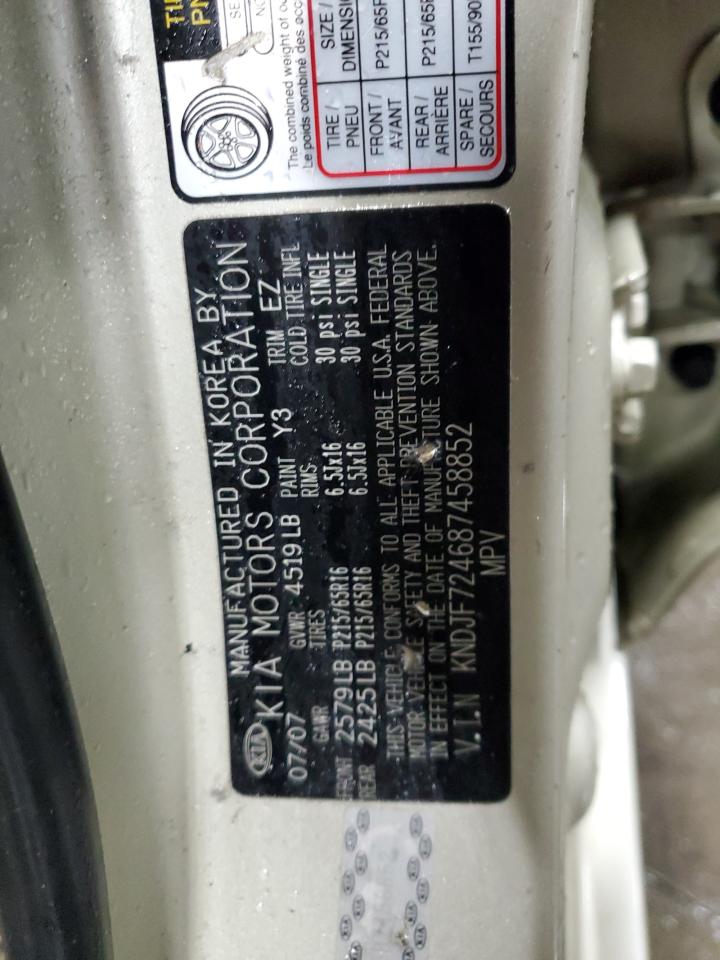 MANUFACTURED IN KOREA BY
KIA KIA MOTORS CORPORATION
07/07 GVWR 4519 LB PAINT Y3 TRIM EZ
GAWR TIRES RIMS COLD TIRE INFL
FRONT 2579LB P215/65R16 6.5Jx16 30 psi SINGLE
REAR 2425LB P215/65R16 6.5Jx16 30 psi SINGLE
THIS VEHICLE CONFORMS TO ALL APPLICABLE U.S.A. FEDERAL
MOTOR VEHICLE SAFETY AND THEFT PREVENTION STANDARDS
IN EFFECT ON THE DATE OF MANUFACTURE SHOWN ABOVE.
V.I.N KNDJF724687458852
MPV
The combined weight of
Le poids combiné des
TIRE / PNEU SIZE /
FRONT / AVANT
REAR / ARRIÈRE
SPARE / SECOURS